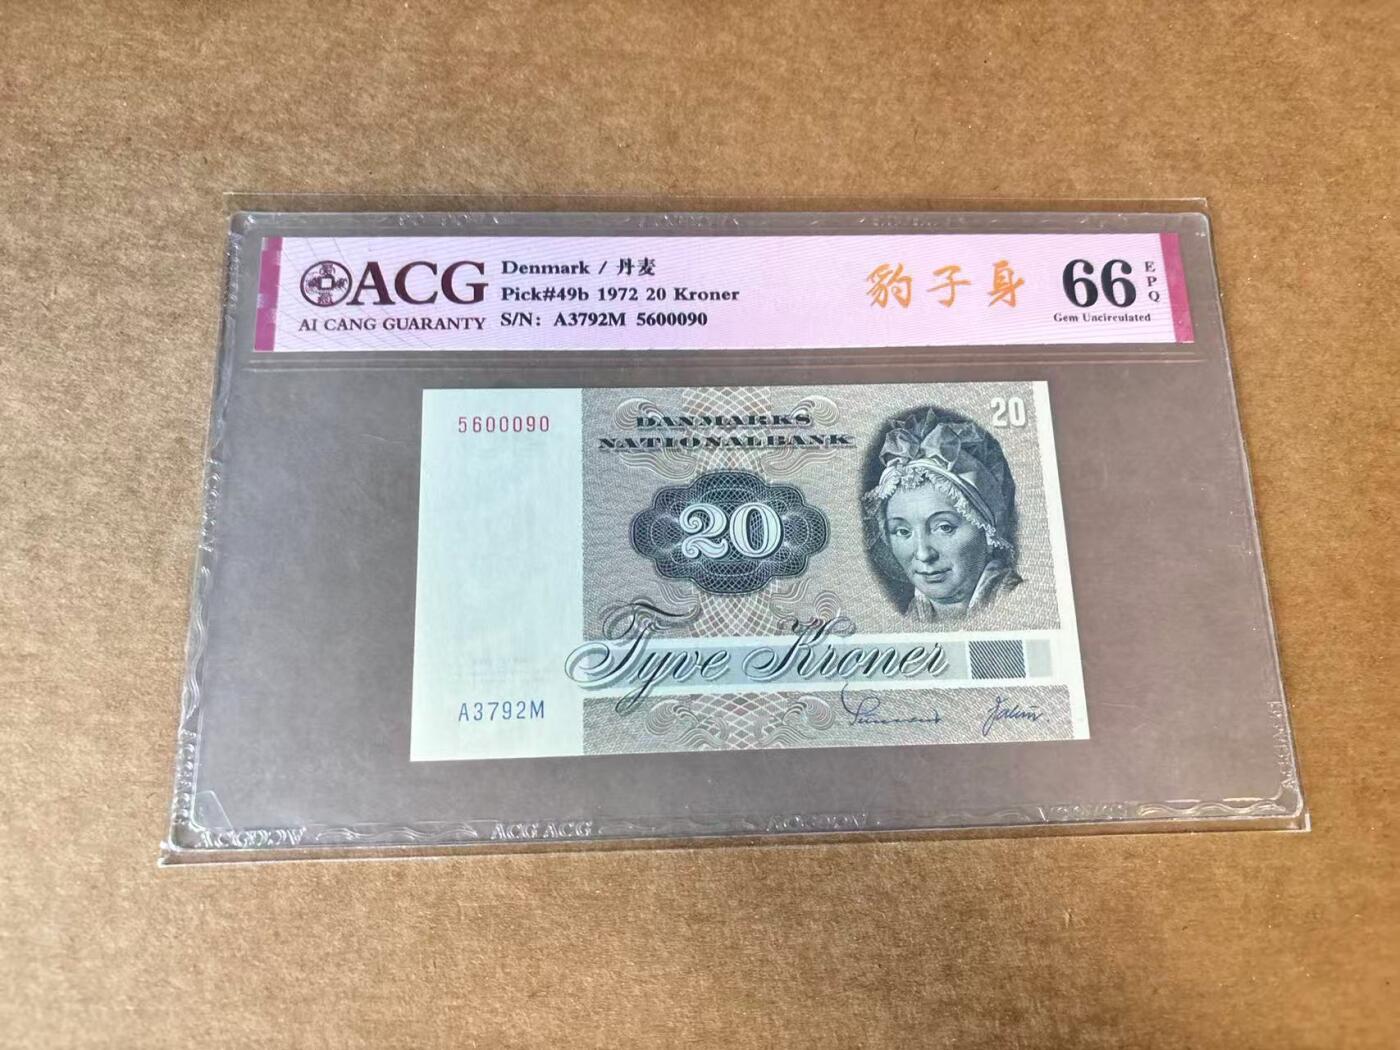 ACG
AI CANG GUARANTY
Denmark / 丹麦
Pick#49b 1972 20 Kroner
S/N: A3792M 5600090
豹子身
66
EPQ
Gem Uncirculated
5600090
DANMARKS
NATIONALBANK
20
20
Tyve Kroner
A3792M
ACG ACG